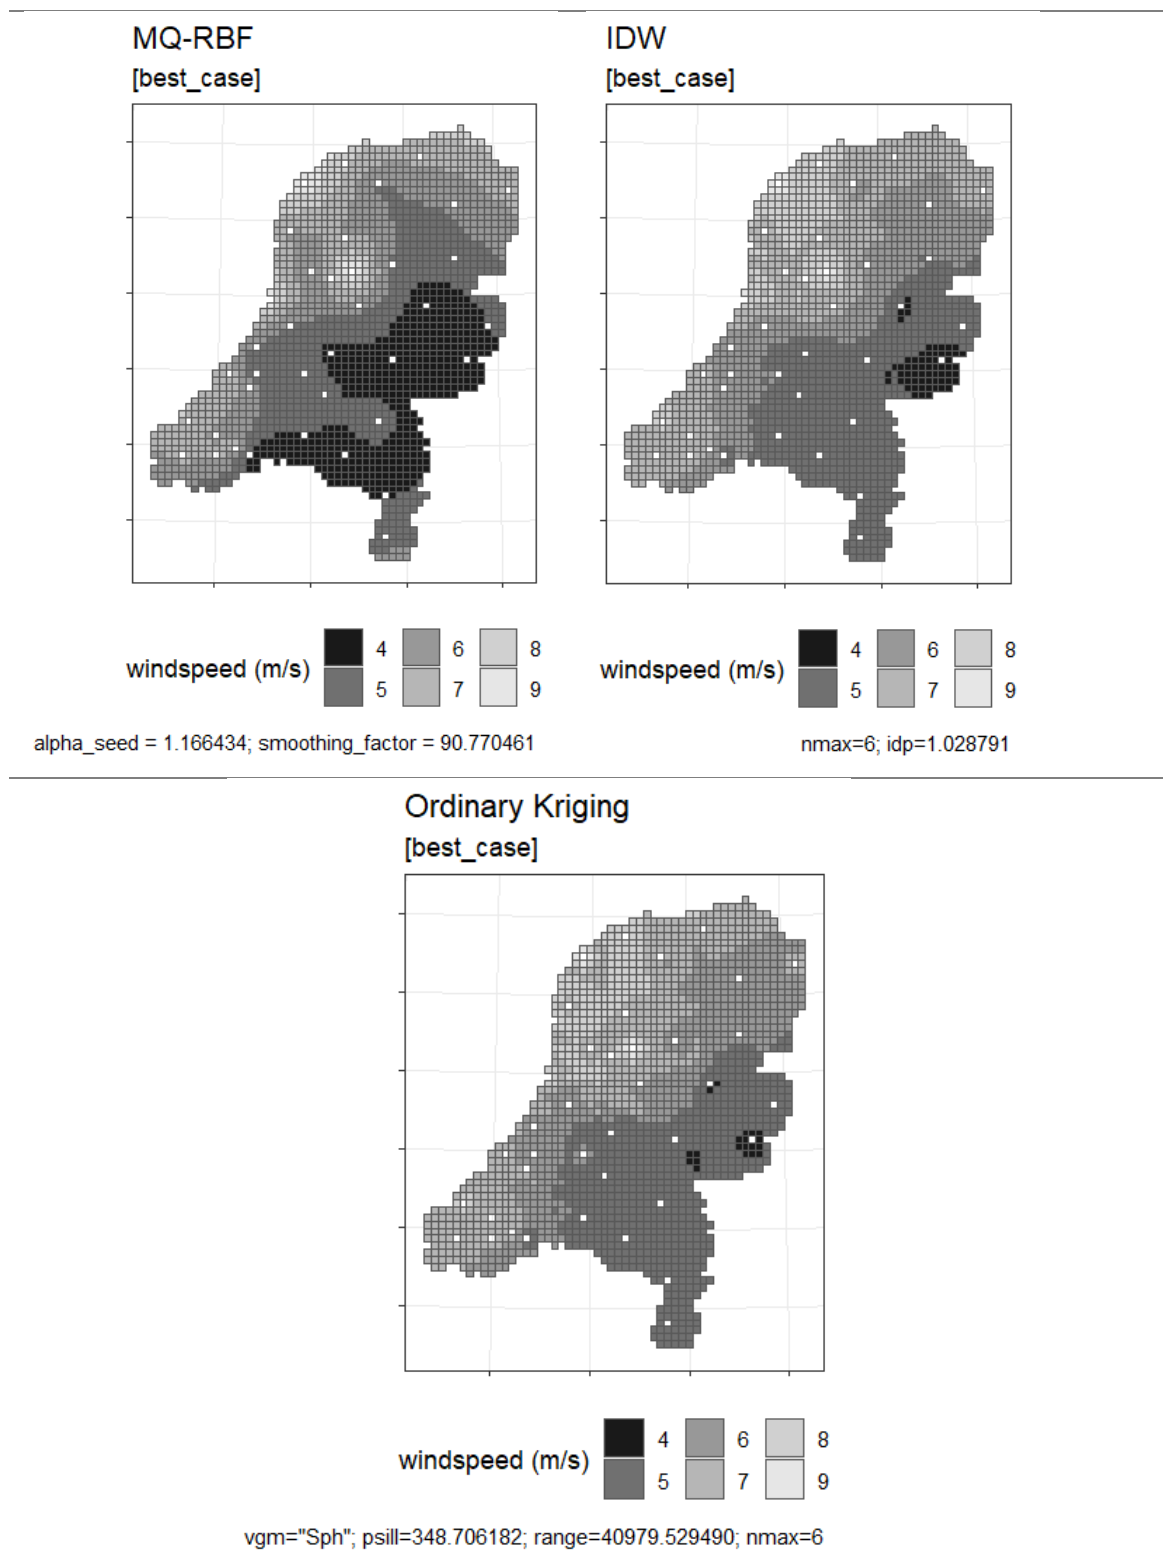 MQ-RBF
[best_case]
windspeed (m/s)
4 6 8
5 7 9
alpha_seed = 1.166434; smoothing_factor = 90.770461
IDW
[best_case]
windspeed (m/s)
4 6 8
5 7 9
nmax=6; idp=1.028791
Ordinary Kriging
[best_case]
windspeed (m/s)
4 6 8
5 7 9
vgm="Sph"; psill=348.706182; range=40979.529490; nmax=6